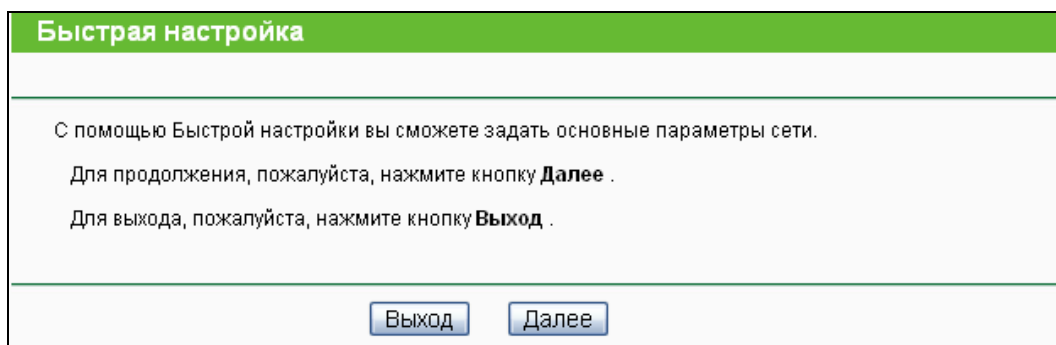 Быстрая настройка
С помощью Быстрой настройки вы сможете задать основные параметры сети.
Для продолжения, пожалуйста, нажмите кнопку Далее .
Для выхода, пожалуйста, нажмите кнопку Выход .
Выход Далее